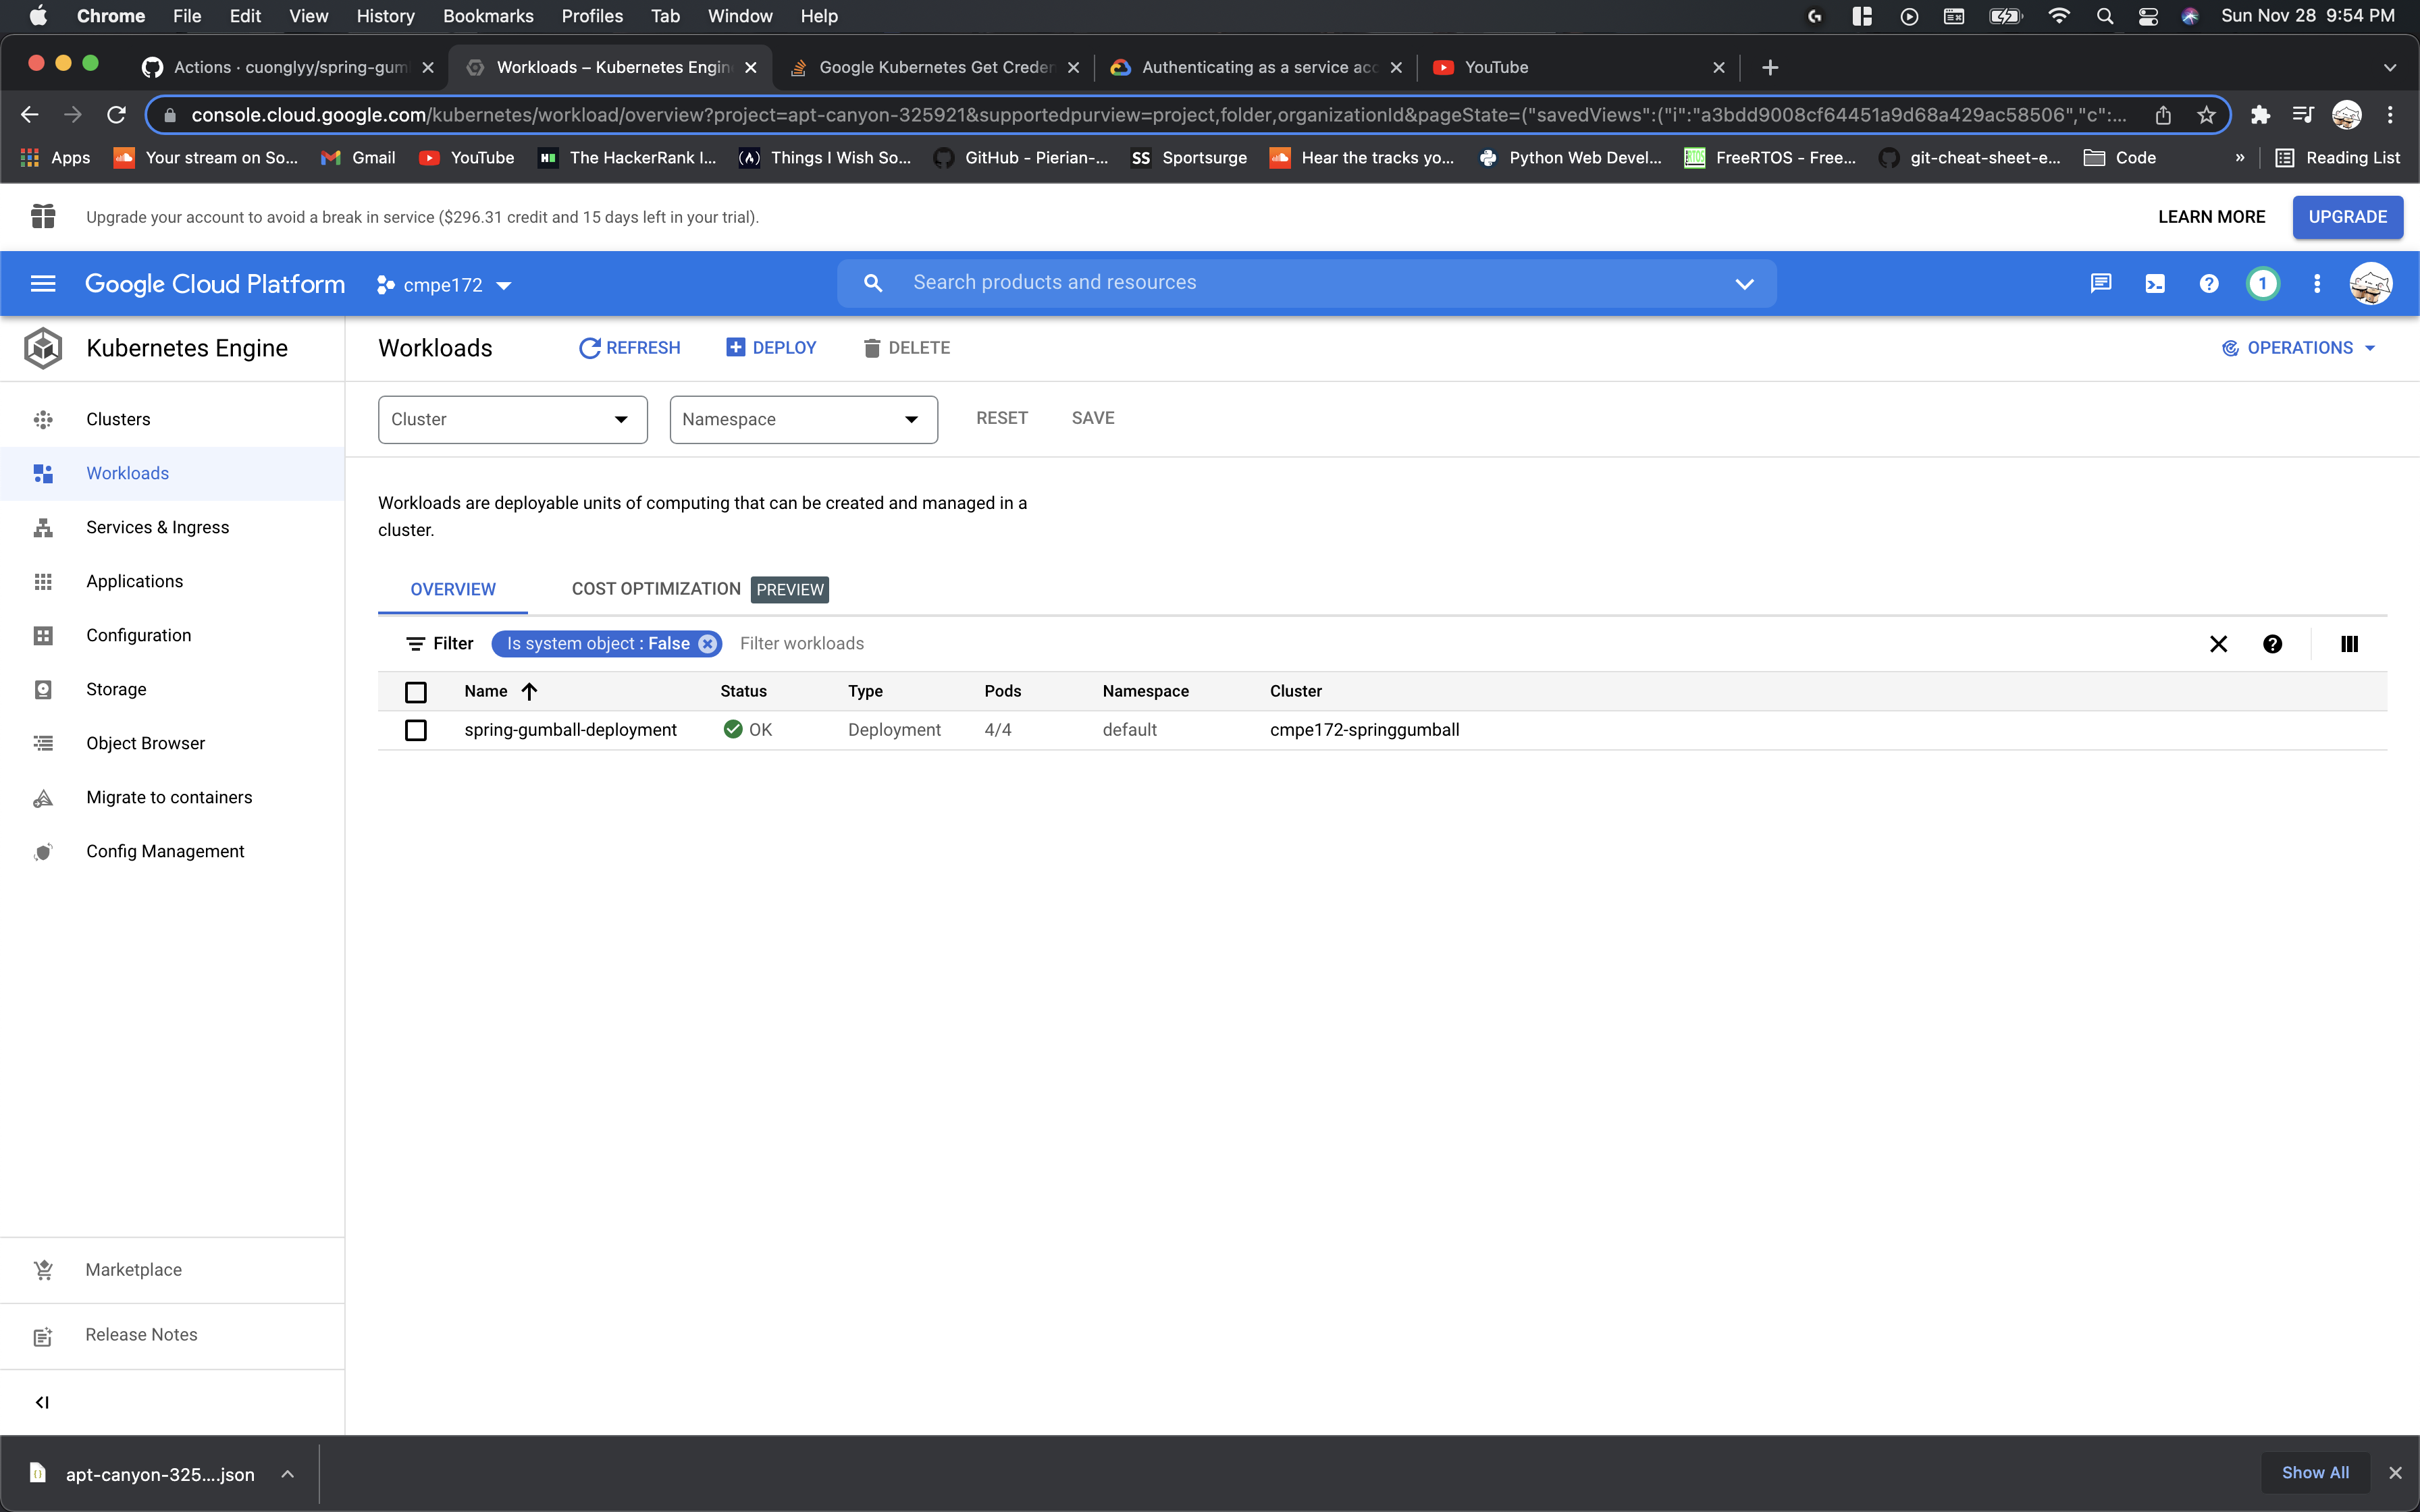 Chrome File Edit View History Bookmarks Profiles Tab Window Help Sun Nov 28 9:54 PM
Actions · cuonglyy/spring-gum Workloads – Kubernetes Engin Google Kubernetes Get Creden Authenticating as a service acc YouTube
console.cloud.google.com/kubernetes/workload/overview?project=apt-canyon-325921&supportedpurview=project,folder,organizationId&pageState=("savedViews":("i":"a3bdd9008cf64451a9d68a429ac58506","c":...
Apps Your stream on So... Gmail YouTube The HackerRank I... Things I Wish So... GitHub - Pierian-... SS Sportsurge Hear the tracks yo... Python Web Devel... FreeRTOS - Free... git-cheat-sheet-e... Code » Reading List
Upgrade your account to avoid a break in service ($296.31 credit and 15 days left in your trial). LEARN MORE UPGRADE
Google Cloud Platform cmpe172 Search products and resources 1
Kubernetes Engine
Workloads REFRESH DEPLOY DELETE OPERATIONS
Clusters
Workloads
Services & Ingress
Applications
Configuration
Storage
Object Browser
Migrate to containers
Config Management
Marketplace
Release Notes
Cluster Namespace RESET SAVE
Workloads are deployable units of computing that can be created and managed in a
cluster.
OVERVIEW COST OPTIMIZATION PREVIEW
Filter Is system object : False Filter workloads
Name Status Type Pods Namespace Cluster
spring-gumball-deployment OK Deployment 4/4 default cmpe172-springgumball
apt-canyon-325....json Show All